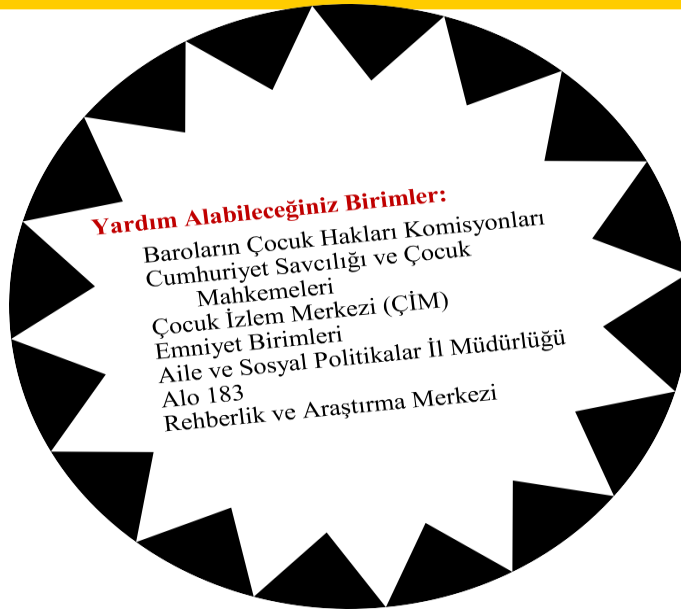 Yardım Alabileceğiniz Birimler:
Baroların Çocuk Hakları Komisyonları
Cumhuriyet Savcılığı ve Çocuk
Mahkemeleri
Çocuk İzlem Merkezi (ÇİM)
Emniyet Birimleri
Aile ve Sosyal Politikalar İl Müdürlüğü
Alo 183
Rehberlik ve Araştırma Merkezi